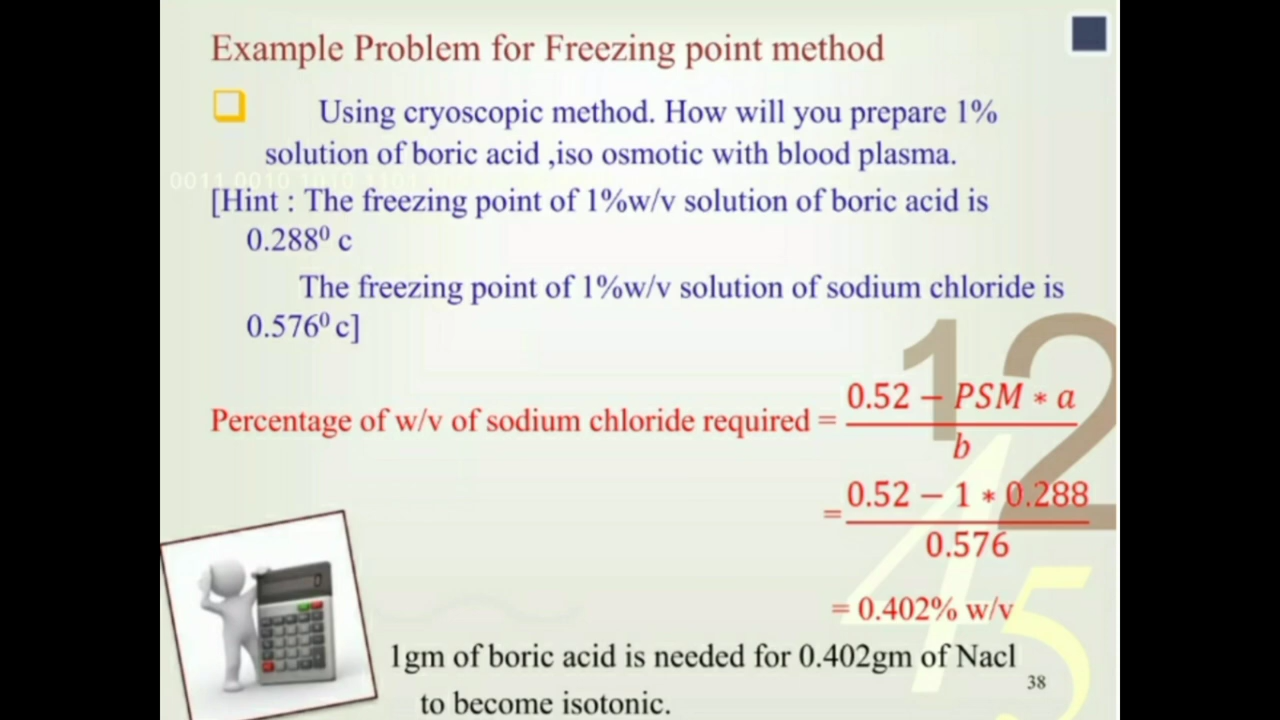 Example Problem for Freezing point method
Using cryoscopic method. How will you prepare 1%
solution of boric acid ,iso osmotic with blood plasma.
[Hint : The freezing point of 1%w/v solution of boric acid is
0.288⁰ c
The freezing point of 1%w/v solution of sodium chloride is
0.576⁰ c]
Percentage of w/v of sodium chloride required = (0.52 − PSM * a) / b
= (0.52 − 1 * 0.288) / 0.576
= 0.402% w/v
1gm of boric acid is needed for 0.402gm of Nacl
to become isotonic.
38